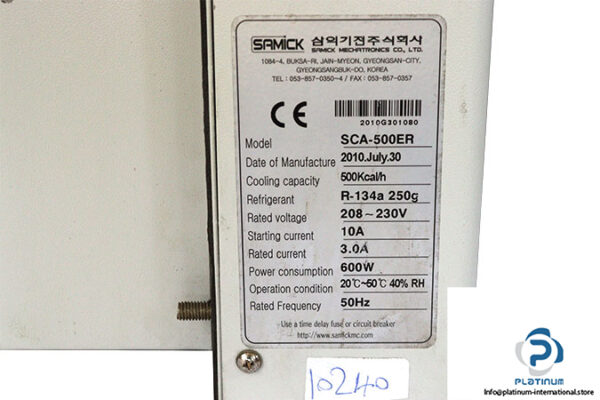 SAMICK 삼익기전주식회사
SAMICK MECHATRONICS CO., LTD.
1084-4, BUKSA-RI, JAIN-MYEON, GYEONGSAN-CITY,
GYEONGSANGBUK-DO, KOREA
TEL : 053-857-0350~4 / FAX:053-857-0357
CE
2010G301080
Model SCA-500ER
Date of Manufacture 2010.July.30
Cooling capacity 500Kcal/h
Refrigerant R-134a 250g
Rated voltage 208~230V
Starting current 10A
Rated current 3.0A
Power consumption 600W
Operation condition 20℃~50℃ 40% RH
Rated Frequency 50Hz
Use a time delay fuse or circuit breaker
http://www.samickmc.com/
10240
PLATINUM
info@platinum-international.store